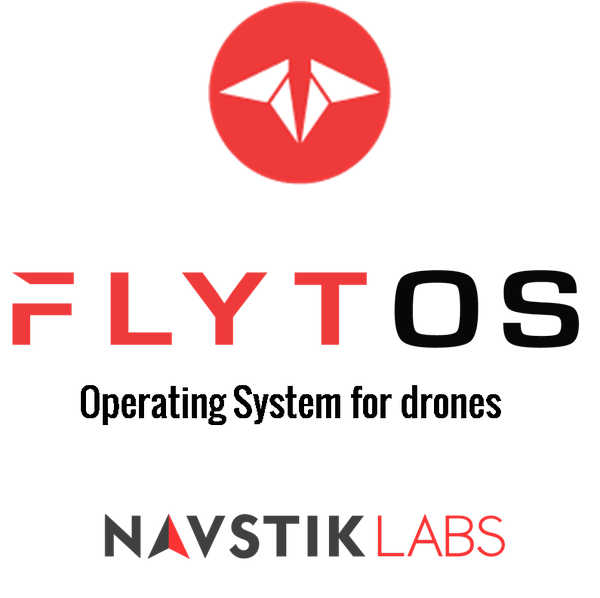 FLYTOS
Operating System for drones
NAVSTIK LABS